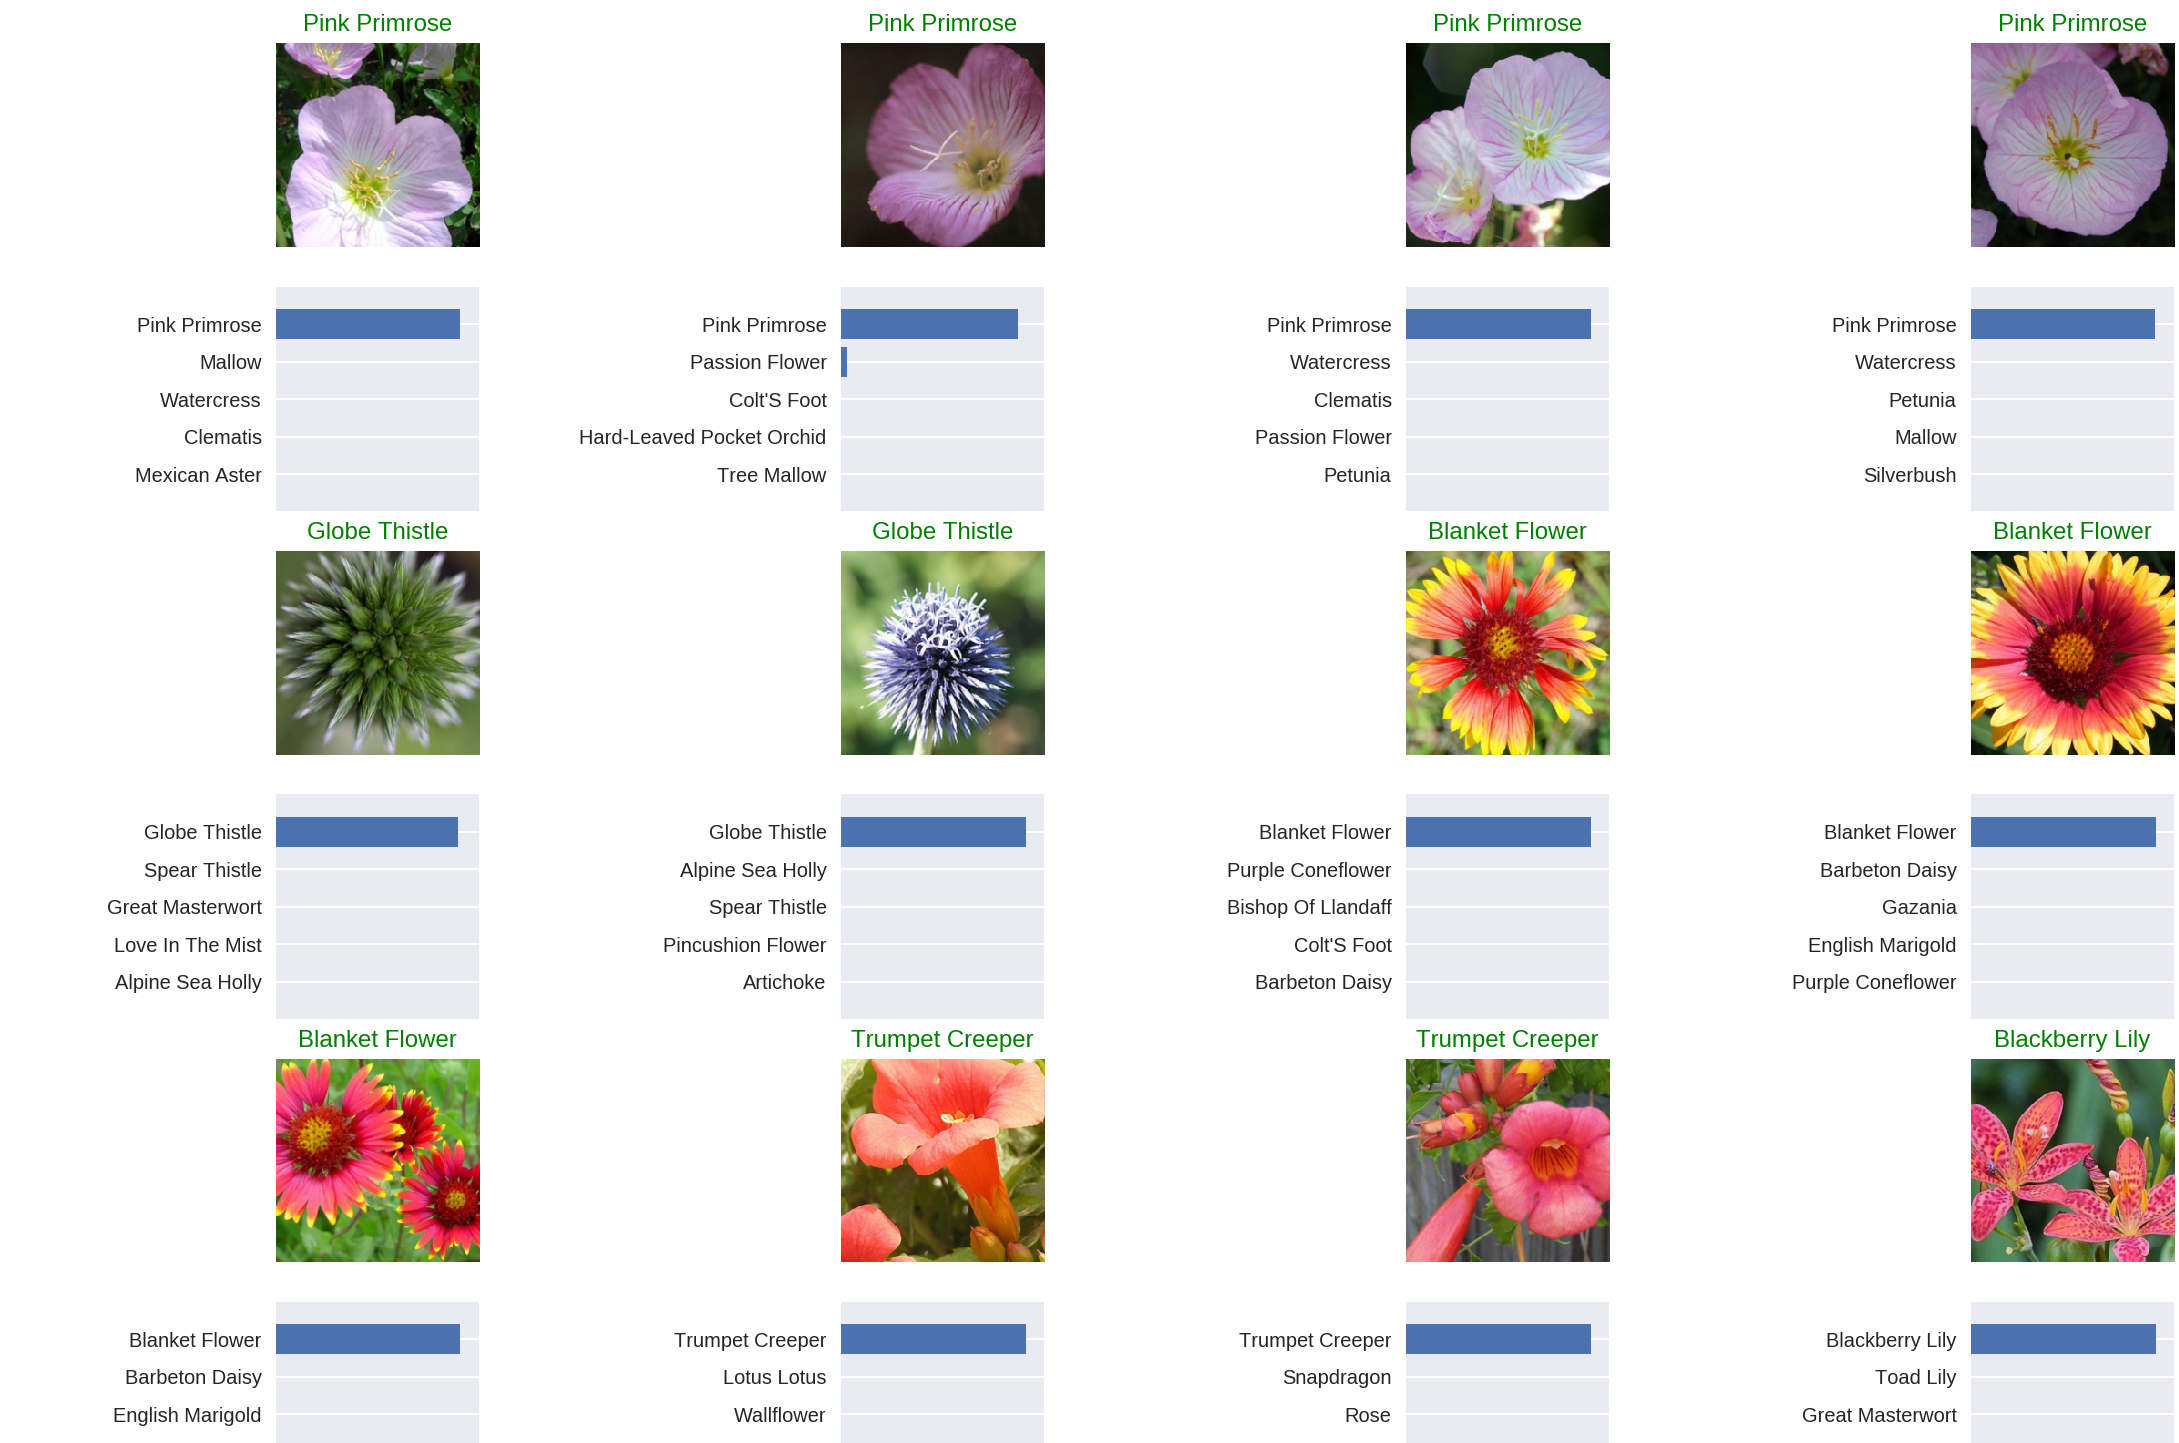 Pink Primrose
Pink Primrose
Pink Primrose
Pink Primrose
Pink Primrose
Mallow
Watercress
Clematis
Mexican Aster
Pink Primrose
Passion Flower
Colt'S Foot
Hard-Leaved Pocket Orchid
Tree Mallow
Pink Primrose
Watercress
Clematis
Passion Flower
Petunia
Pink Primrose
Watercress
Petunia
Mallow
Silverbush
Globe Thistle
Globe Thistle
Blanket Flower
Blanket Flower
Globe Thistle
Spear Thistle
Great Masterwort
Love In The Mist
Alpine Sea Holly
Globe Thistle
Alpine Sea Holly
Spear Thistle
Pincushion Flower
Artichoke
Blanket Flower
Purple Coneflower
Bishop Of Llandaff
Colt'S Foot
Barbeton Daisy
Blanket Flower
Barbeton Daisy
Gazania
English Marigold
Purple Coneflower
Blanket Flower
Trumpet Creeper
Trumpet Creeper
Blackberry Lily
Blanket Flower
Barbeton Daisy
English Marigold
Trumpet Creeper
Lotus Lotus
Wallflower
Trumpet Creeper
Snapdragon
Rose
Blackberry Lily
Toad Lily
Great Masterwort